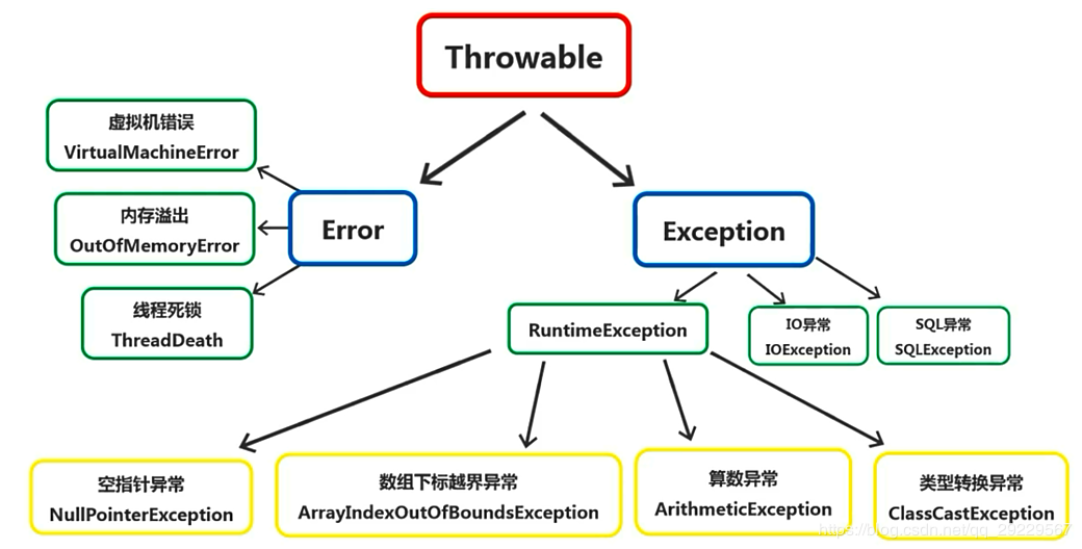 Throwable
虚拟机错误
VirtualMachineError
内存溢出
OutOfMemoryError
线程死锁
ThreadDeath
Error
Exception
RuntimeException
IO异常
IOException
SQL异常
SQLException
空指针异常
NullPointerException
数组下标越界异常
ArrayIndexOutOfBoundsException
算数异常
ArithmeticException
类型转换异常
ClassCastException
https://blog.csdn.net/qq_29229567